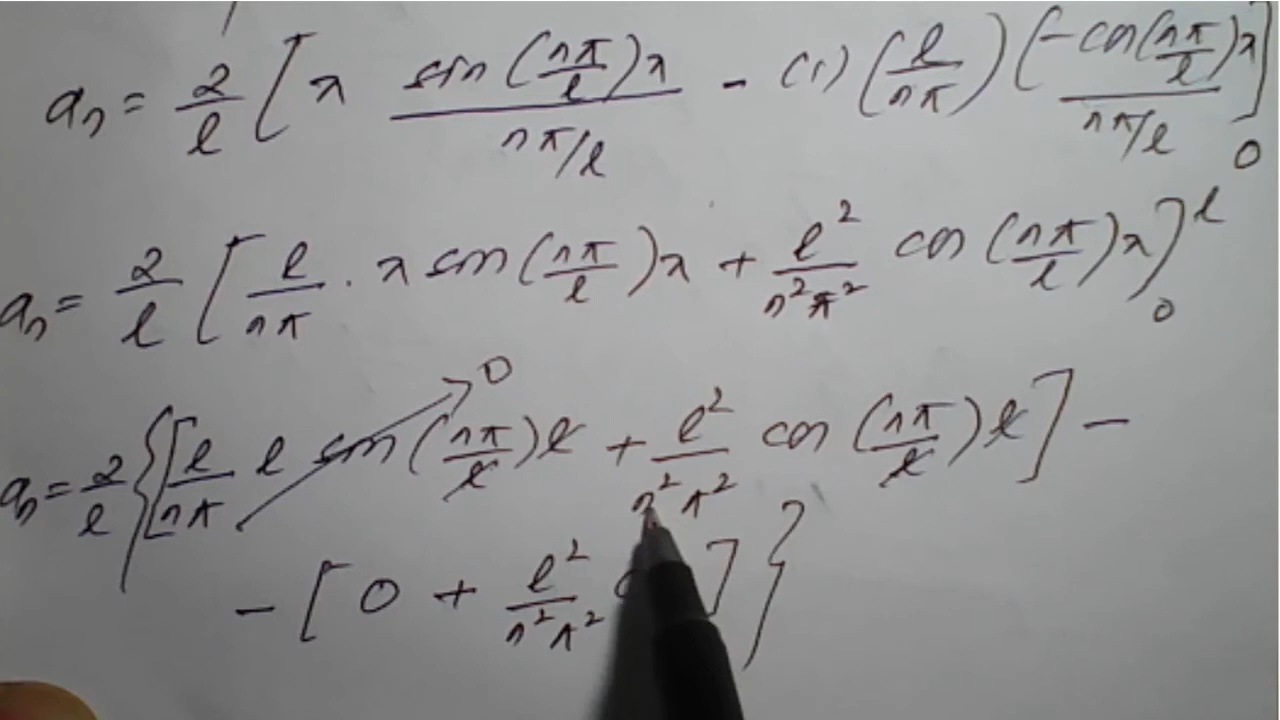 aₙ = 2/l [ x sin(nπ/l)x / nπ/l - (1) (l/nπ) (-cos(nπ/l)x / nπ/l ]₀
aₙ = 2/l [ l/nπ · x sin(nπ/l)x + l²/n²π² cos(nπ/l)x ]₀ˡ
aₙ = 2/l { [ l/nπ l sin(nπ/l)l → 0 + l²/n²π² cos(nπ/l)l ] -
- [ 0 + l²/n²π² ] }